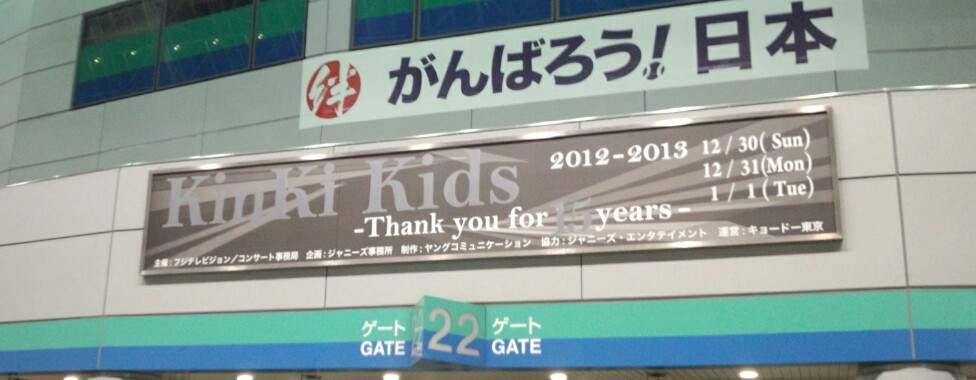 絆 がんばろう!日本
KinKi Kids
-Thank you for 15 years-
2012-2013 12/30(Sun)
12/31(Mon)
1/1(Tue)
主催:フジテレビジョン/コンサート事務局 企画:ジャニーズ事務所 制作:ヤングコミュニケーション 協力:ジャニーズ・エンタテイメント 運営:キョードー東京
ゲート 22 ゲート
GATE GATE